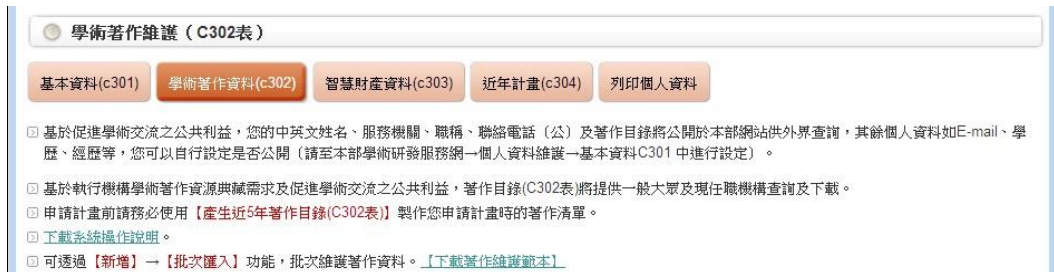 學術著作維護（C302表）
基本資料(c301) 學術著作資料(c302) 智慧財產資料(c303) 近年計畫(c304) 列印個人資料
基於促進學術交流之公共利益，您的中英文姓名、服務機關、職稱、聯絡電話〔公〕及著作目錄將公開於本部網站供外界查詢，其餘個人資料如E-mail、學
歷、經歷等，您可以自行設定是否公開〔請至本部學術研發服務網→個人資料維護→基本資料C301 中進行設定〕。
基於執行機構學術著作資源典藏需求及促進學術交流之公共利益，著作目錄(C302表)將提供一般大眾及現任職機構查詢及下載。
申請計畫前請務必使用【產生近5年著作目錄(C302表)】製作您申請計畫時的著作清單。
下載系統操作說明。
可透過【新增】→【批次匯入】功能，批次維護著作資料。【下載著作維護範本】